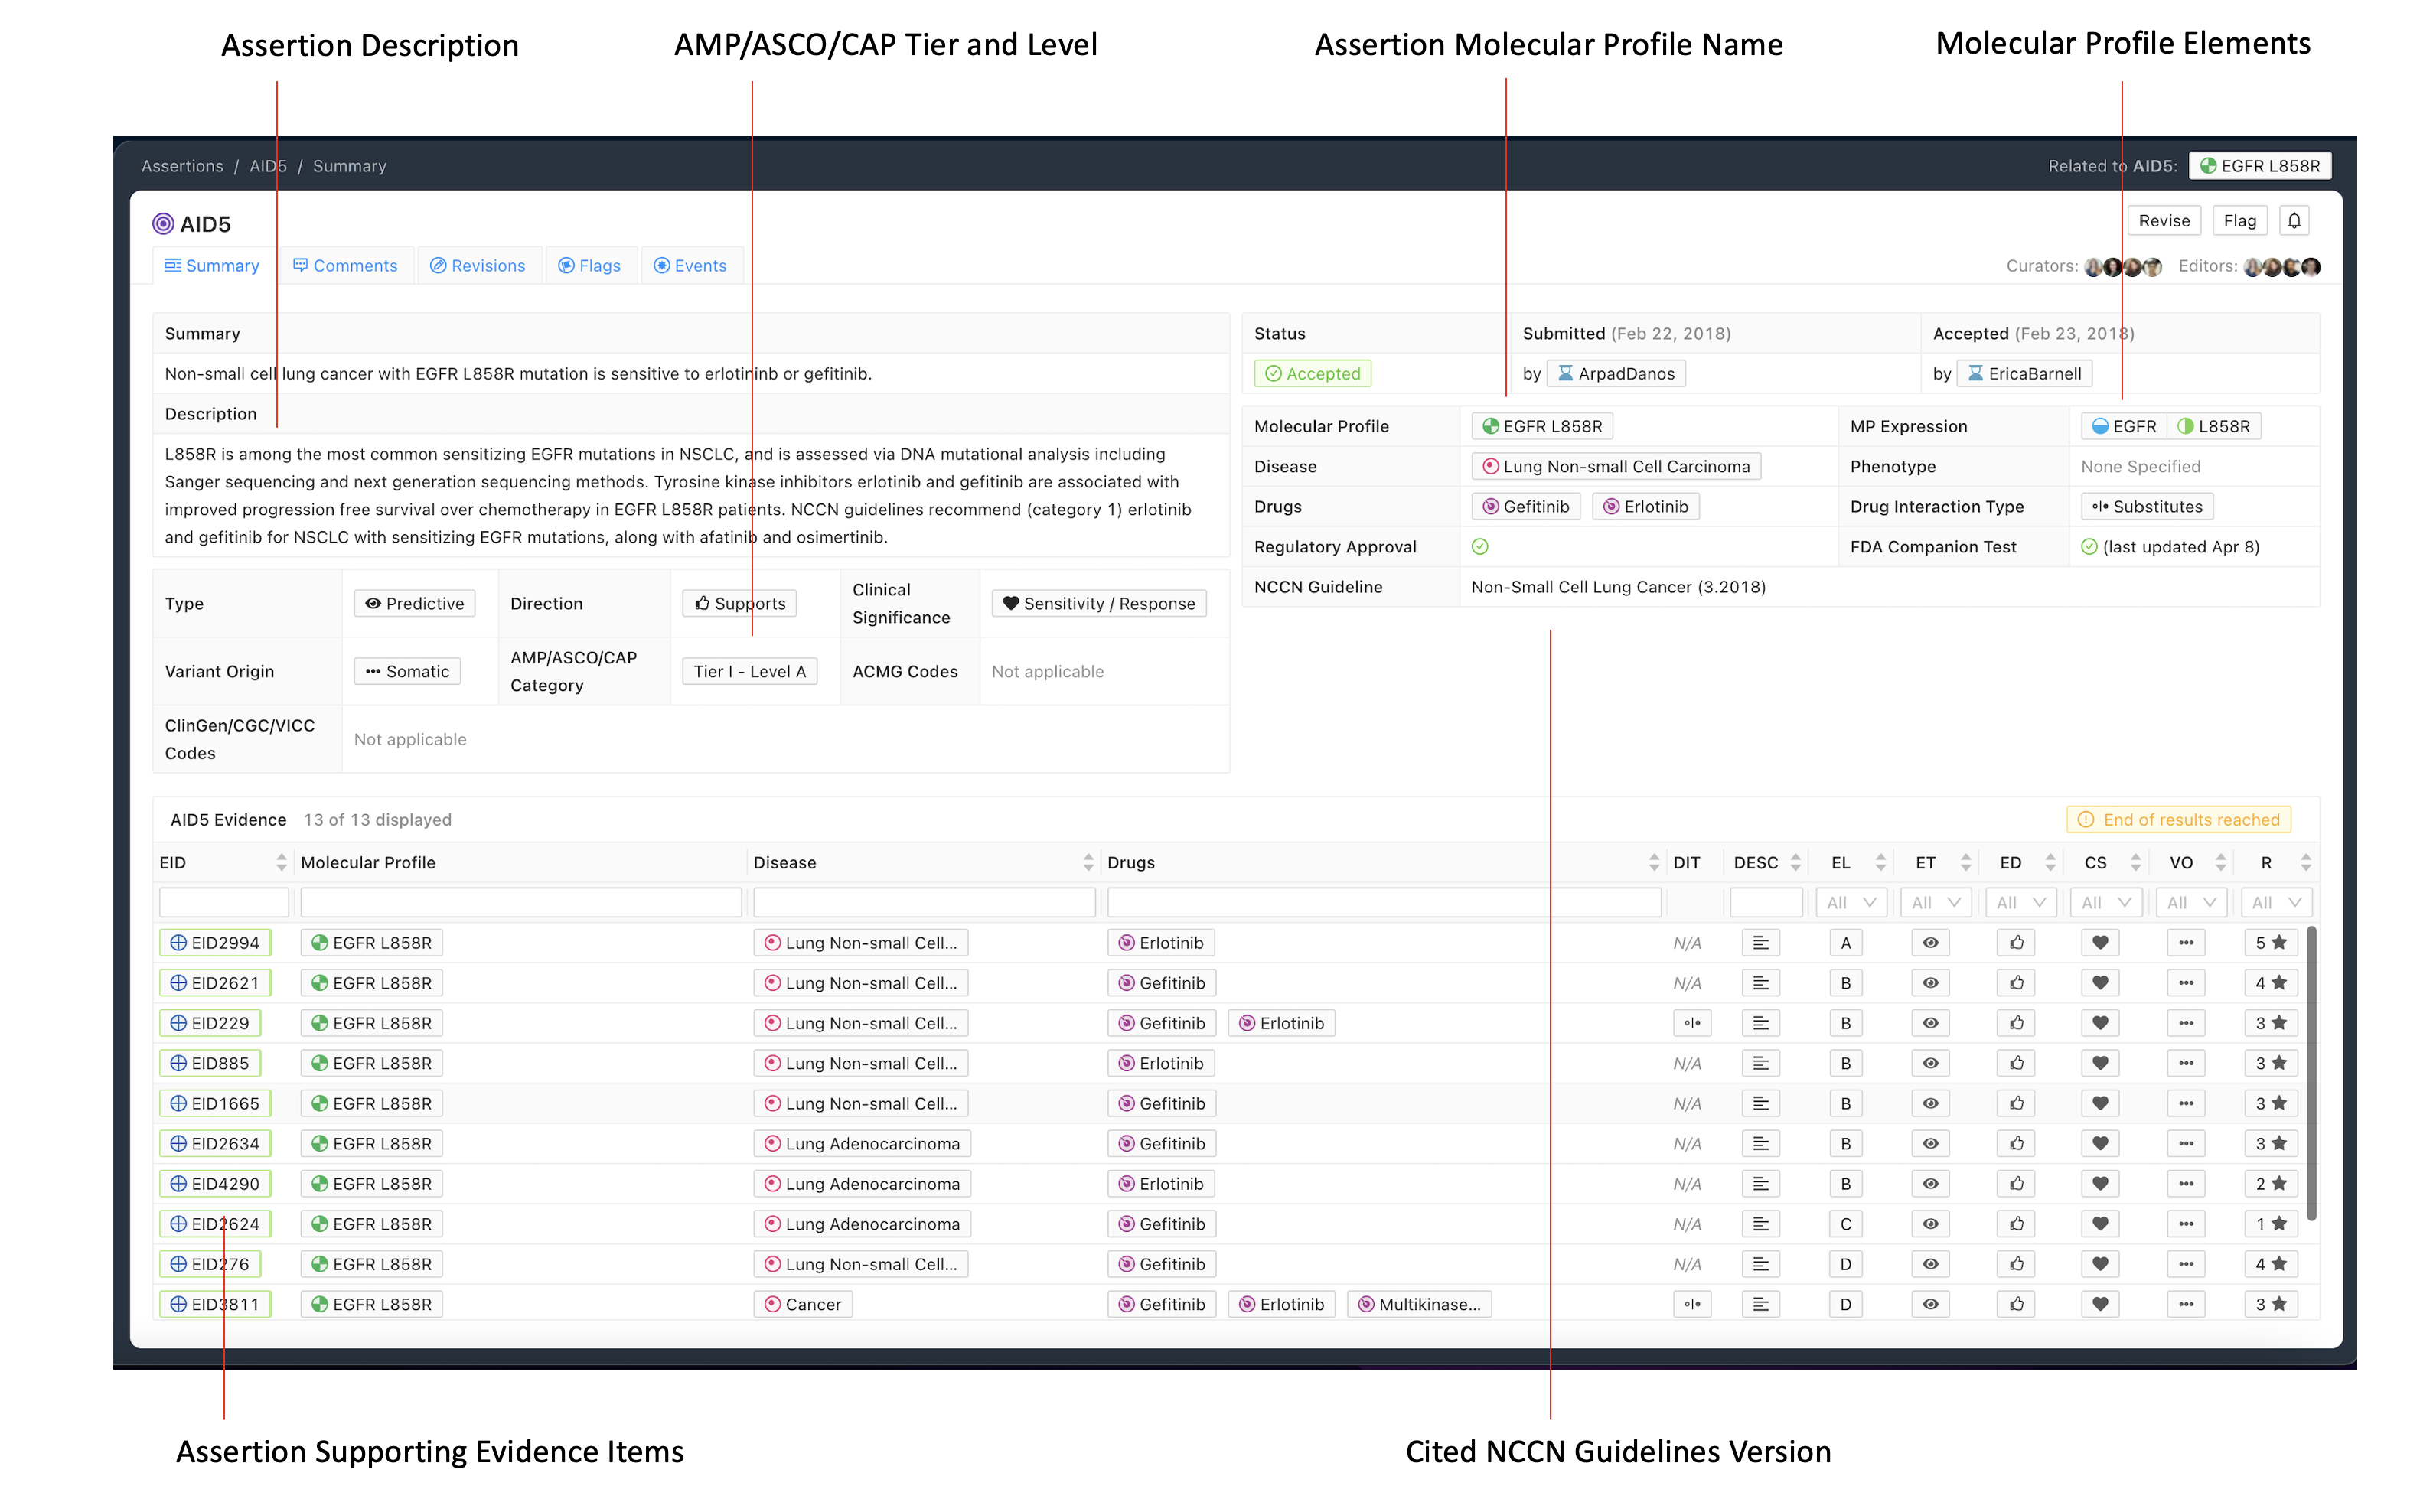 Assertion Description
AMP/ASCO/CAP Tier and Level
Assertion Molecular Profile Name
Molecular Profile Elements
Assertions / AID5 / Summary
Related to AID5: EGFR L858R
AID5
Revise Flag
Summary Comments Revisions Flags Events
Curators: Editors:
Summary
Non-small cell lung cancer with EGFR L858R mutation is sensitive to erlotininb or gefitinib.
Description
L858R is among the most common sensitizing EGFR mutations in NSCLC, and is assessed via DNA mutational analysis including
Sanger sequencing and next generation sequencing methods. Tyrosine kinase inhibitors erlotinib and gefitinib are associated with
improved progression free survival over chemotherapy in EGFR L858R patients. NCCN guidelines recommend (category 1) erlotinib
and gefitinib for NSCLC with sensitizing EGFR mutations, along with afatinib and osimertinib.
Type Predictive Direction Supports Clinical Significance Sensitivity / Response
Variant Origin Somatic AMP/ASCO/CAP Category Tier I - Level A ACMG Codes Not applicable
ClinGen/CGC/VICC Codes Not applicable
Status Submitted (Feb 22, 2018) Accepted (Feb 23, 2018)
Accepted by ArpadDanos by EricaBarnell
Molecular Profile EGFR L858R MP Expression EGFR L858R
Disease Lung Non-small Cell Carcinoma Phenotype None Specified
Drugs Gefitinib Erlotinib Drug Interaction Type Substitutes
Regulatory Approval FDA Companion Test (last updated Apr 8)
NCCN Guideline Non-Small Cell Lung Cancer (3.2018)
AID5 Evidence 13 of 13 displayed End of results reached
EID Molecular Profile Disease Drugs DIT DESC EL ET ED CS VO R
All All All All All All
EID2994 EGFR L858R Lung Non-small Cell... Erlotinib N/A A 5
EID2621 EGFR L858R Lung Non-small Cell... Gefitinib N/A B 4
EID229 EGFR L858R Lung Non-small Cell... Gefitinib Erlotinib B 3
EID885 EGFR L858R Lung Non-small Cell... Erlotinib N/A B 3
EID1665 EGFR L858R Lung Non-small Cell... Gefitinib N/A B 3
EID2634 EGFR L858R Lung Adenocarcinoma Gefitinib N/A B 3
EID4290 EGFR L858R Lung Adenocarcinoma Erlotinib N/A B 2
EID2624 EGFR L858R Lung Adenocarcinoma Gefitinib N/A C 1
EID276 EGFR L858R Lung Non-small Cell... Gefitinib N/A D 4
EID3811 EGFR L858R Cancer Gefitinib Erlotinib Multikinase... D 3
Assertion Supporting Evidence Items
Cited NCCN Guidelines Version